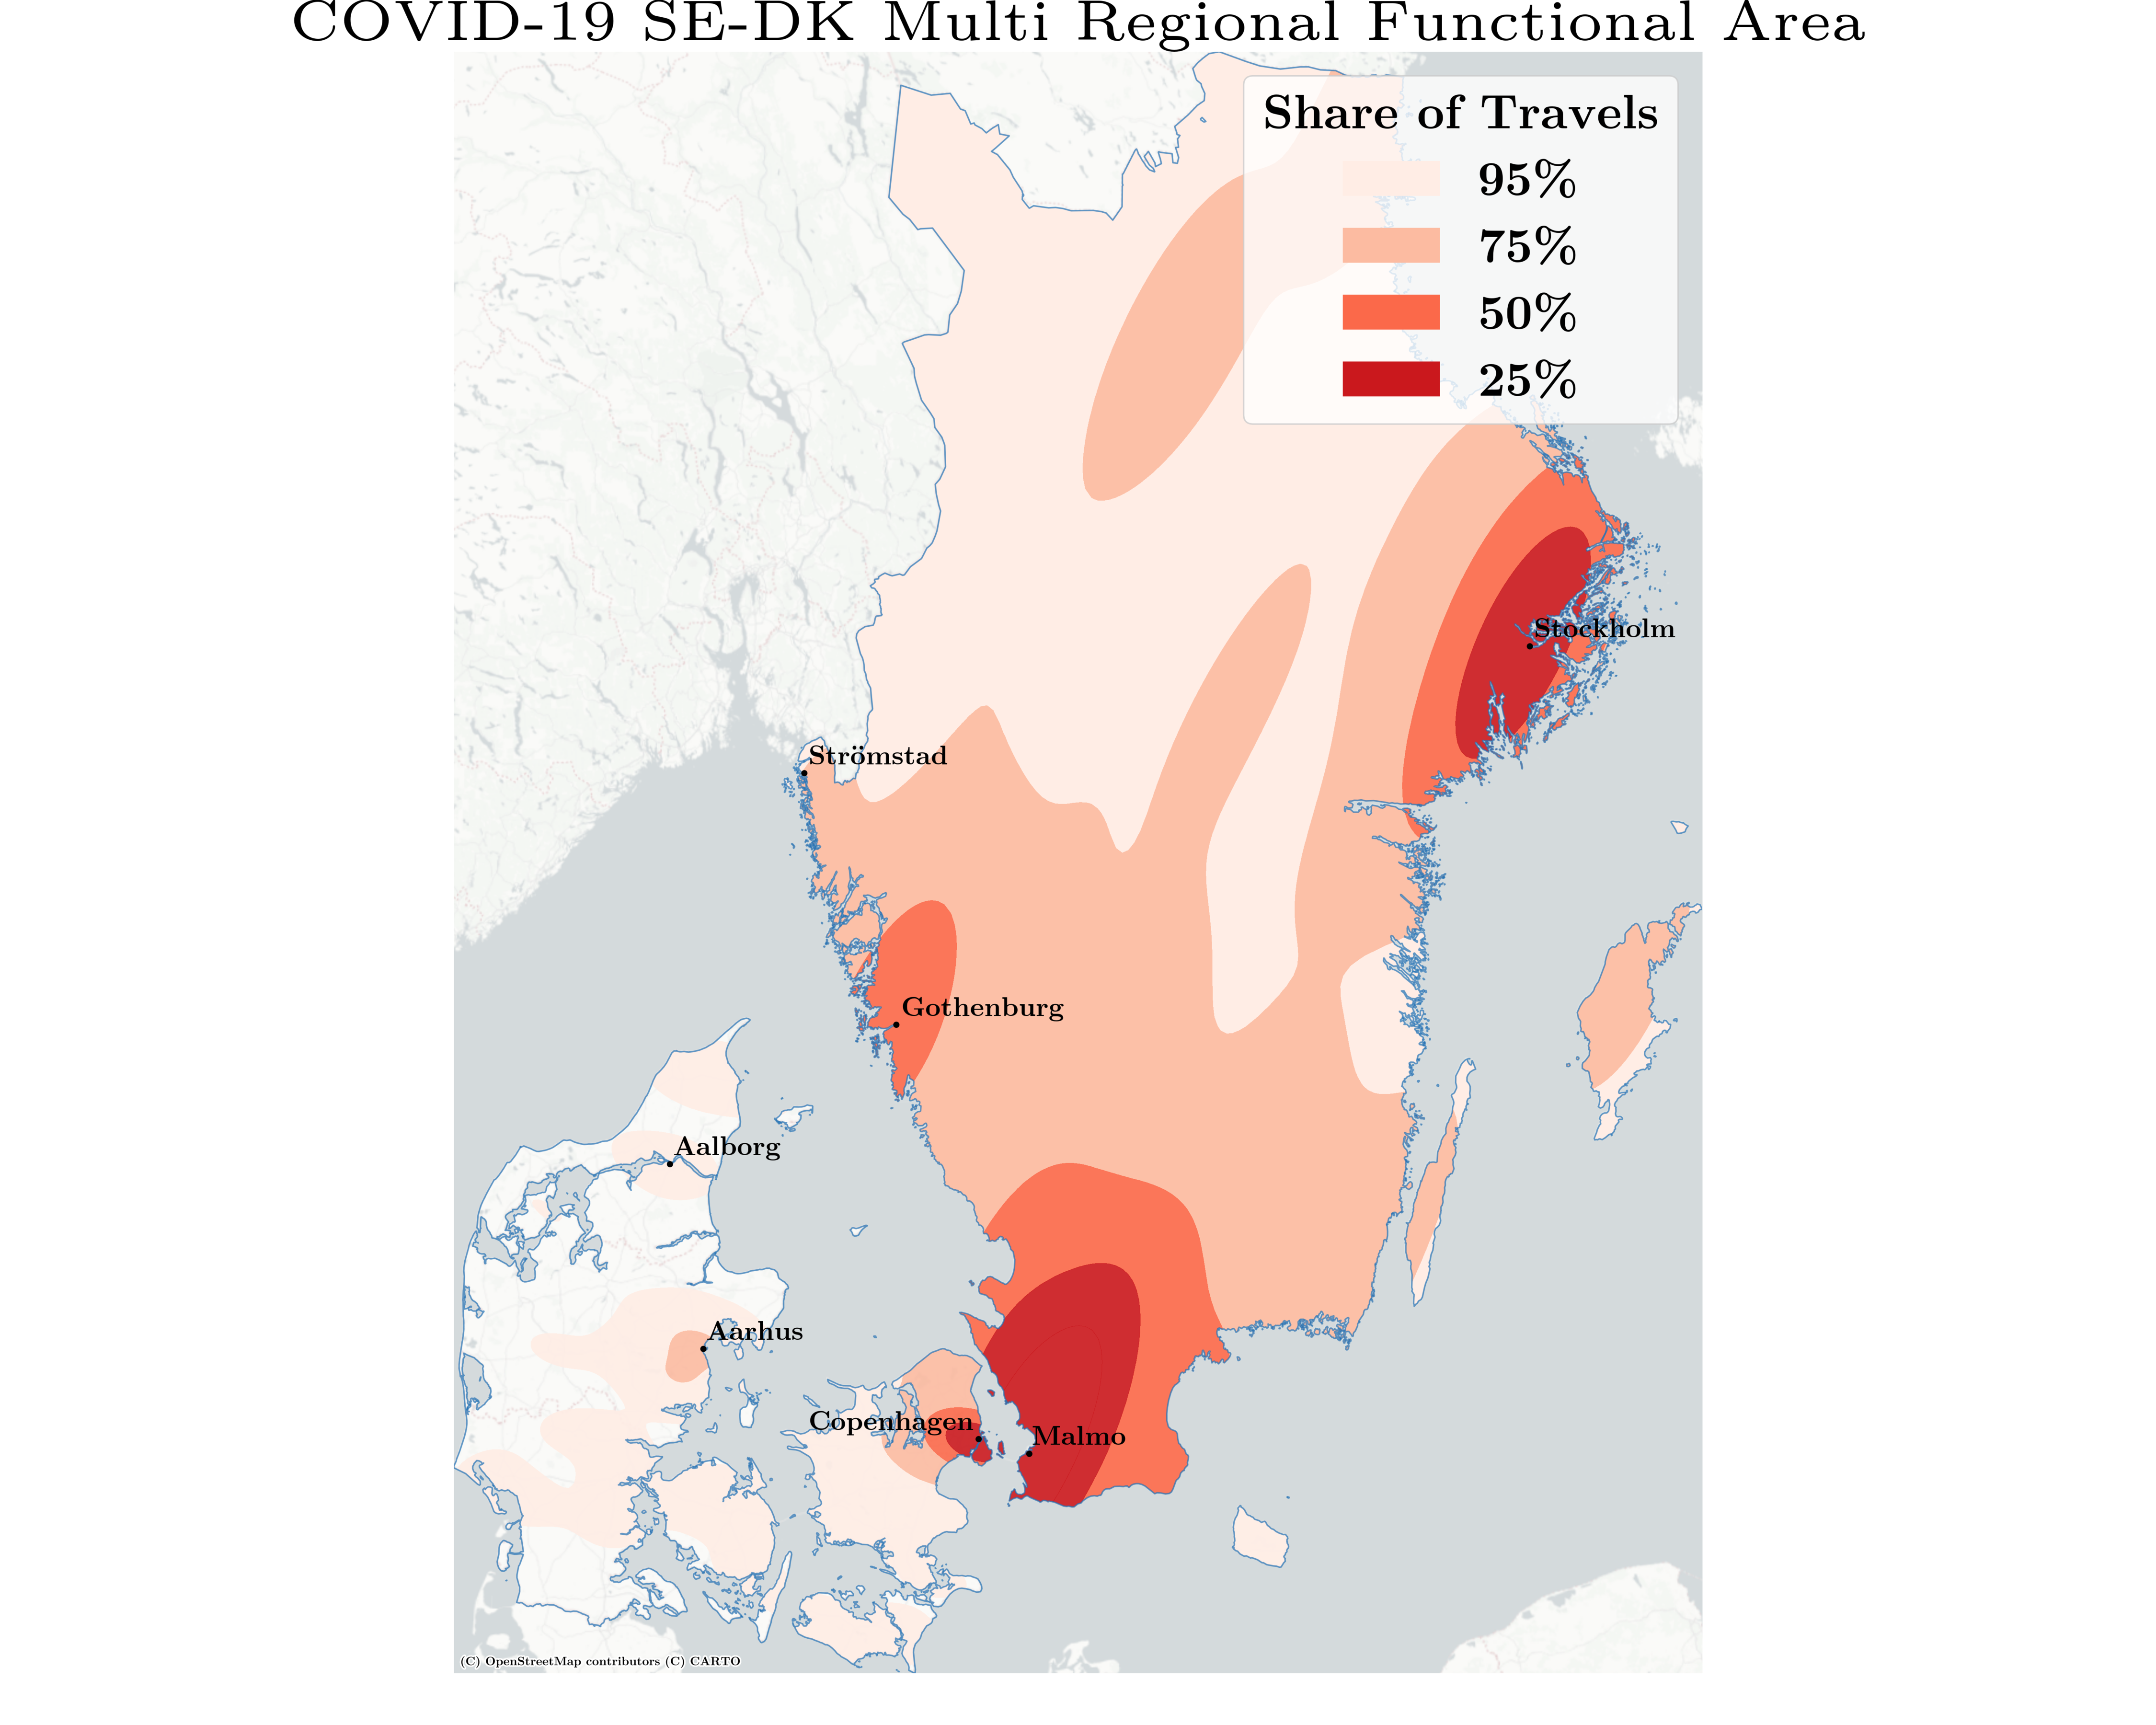 COVID-19 SE-DK Multi Regional Functional Area
Share of Travels
95%
75%
50%
25%
Stockholm
Strömstad
Gothenburg
Aalborg
Aarhus
Copenhagen
Malmo
(C) OpenStreetMap contributors (C) CARTO